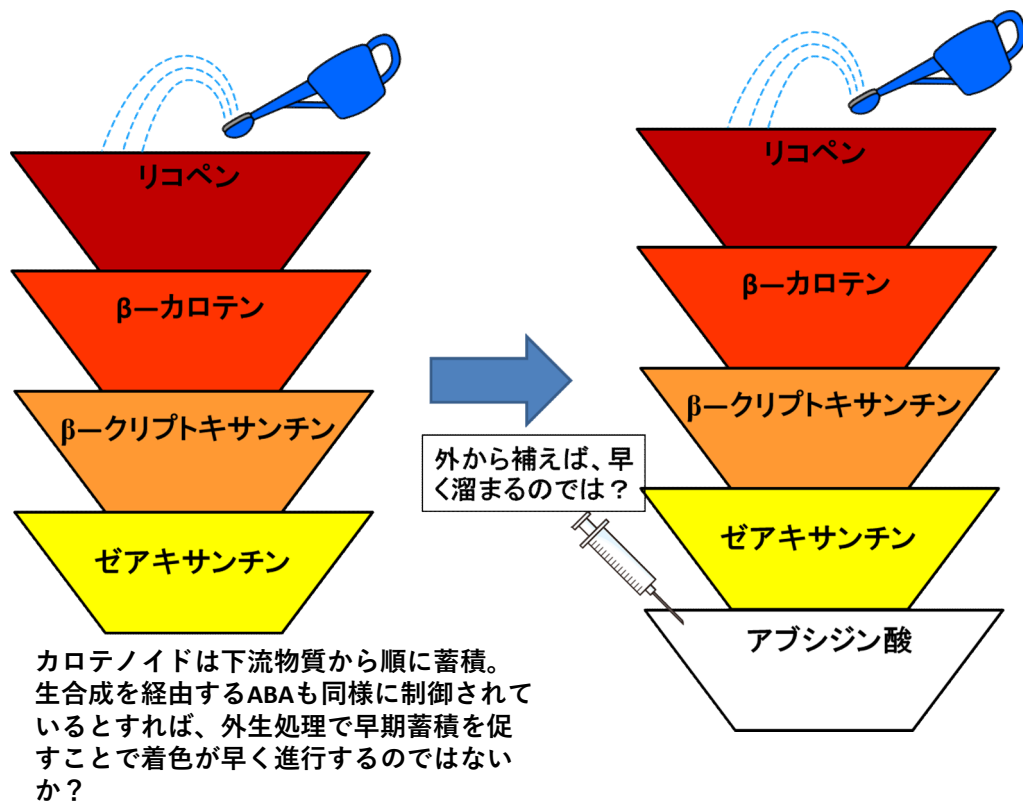 リコペン
β－カロテン
β－クリプトキサンチン
ゼアキサンチン
カロテノイドは下流物質から順に蓄積。
生合成を経由するABAも同様に制御されて
いるとすれば、外生処理で早期蓄積を促
すことで着色が早く進行するのではない
か？
外から補えば、早
く溜まるのでは？
リコペン
β－カロテン
β－クリプトキサンチン
ゼアキサンチン
アブシジン酸